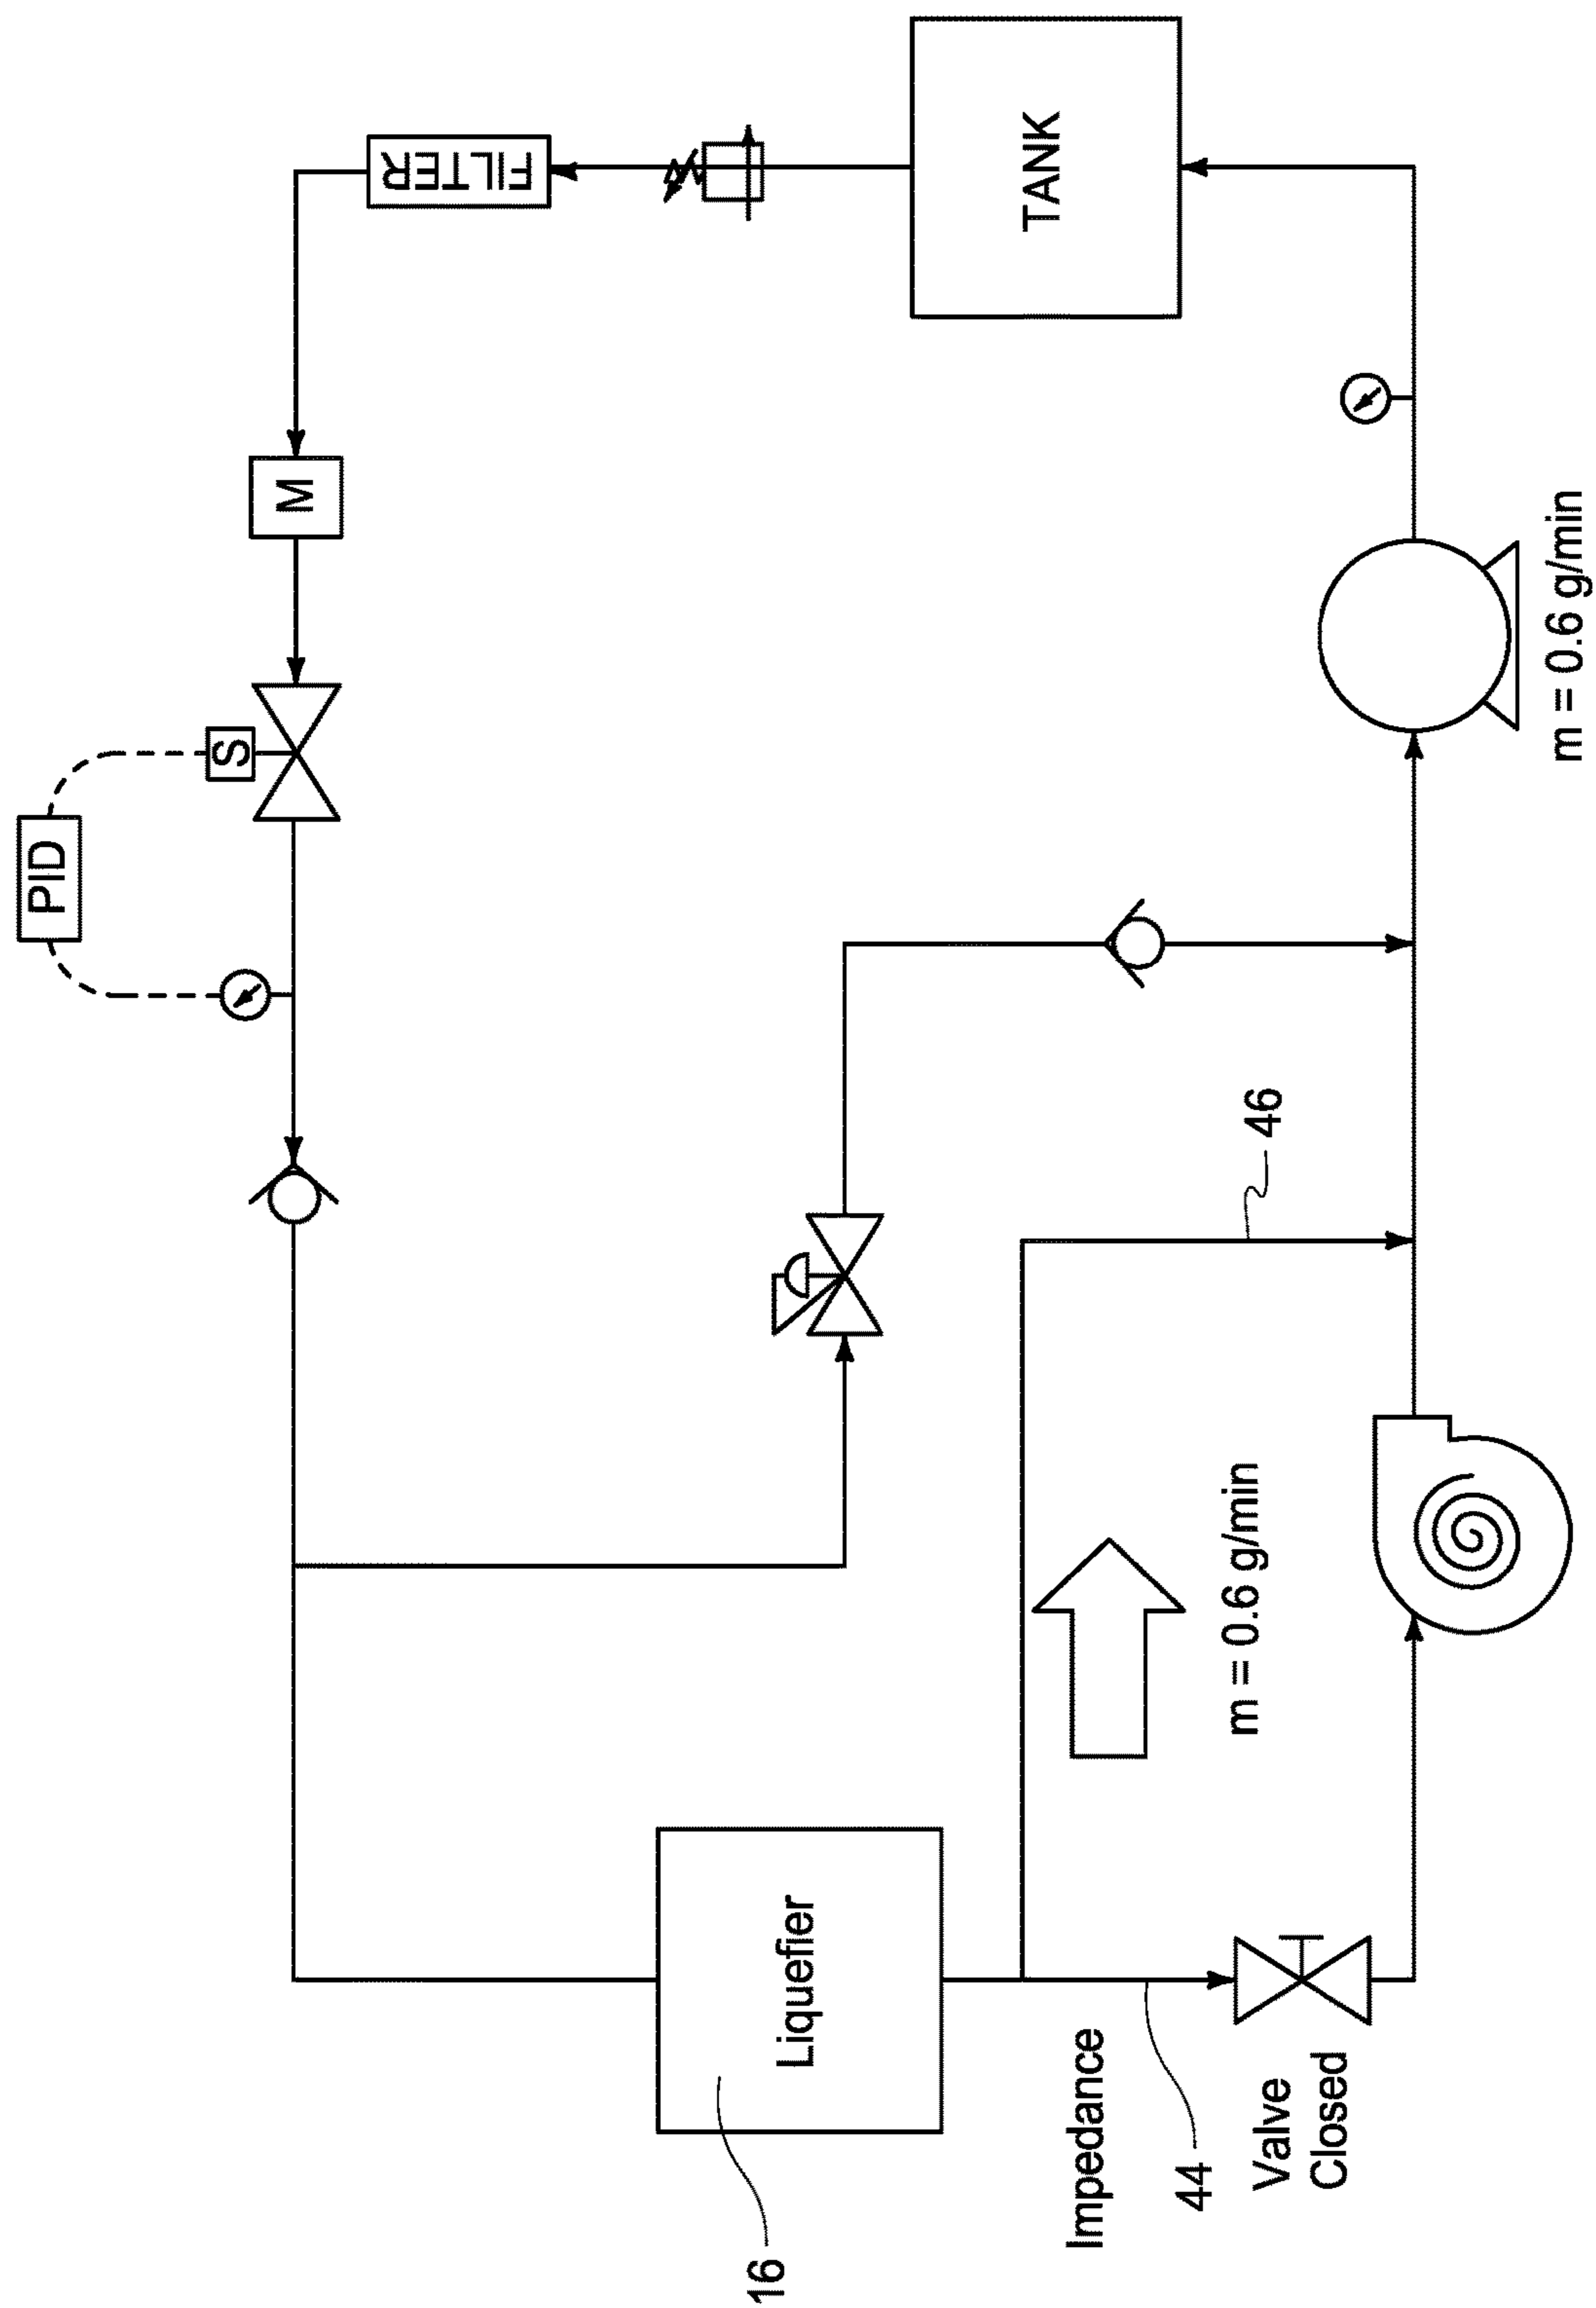 PID
S
M
FILTER
16
Liquefier
TANK
Impedance
44
46
m = 0.6 g/min
Valve
Closed
m = 0.6 g/min